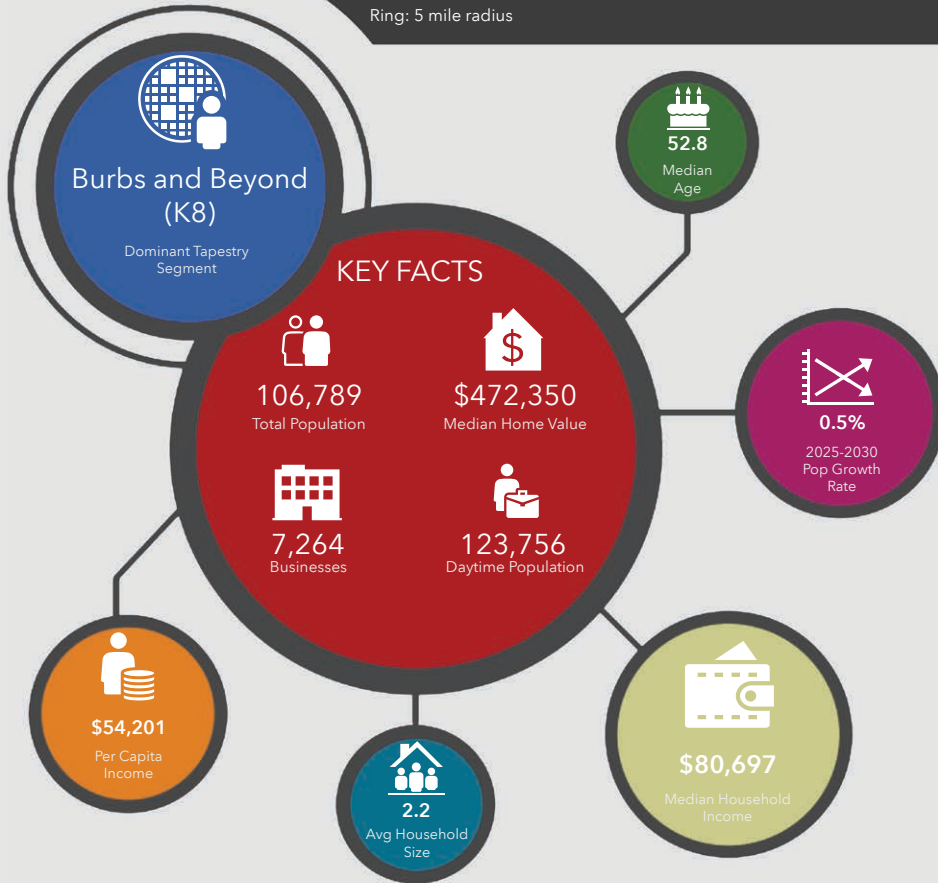 Ring: 5 mile radius
Burbs and Beyond
(K8)
Dominant Tapestry
Segment
52.8
Median
Age
KEY FACTS
106,789
Total Population
$472,350
Median Home Value
7,264
Businesses
123,756
Daytime Population
0.5%
2025-2030
Pop Growth
Rate
$54,201
Per Capita
Income
2.2
Avg Household
Size
$80,697
Median Household
Income